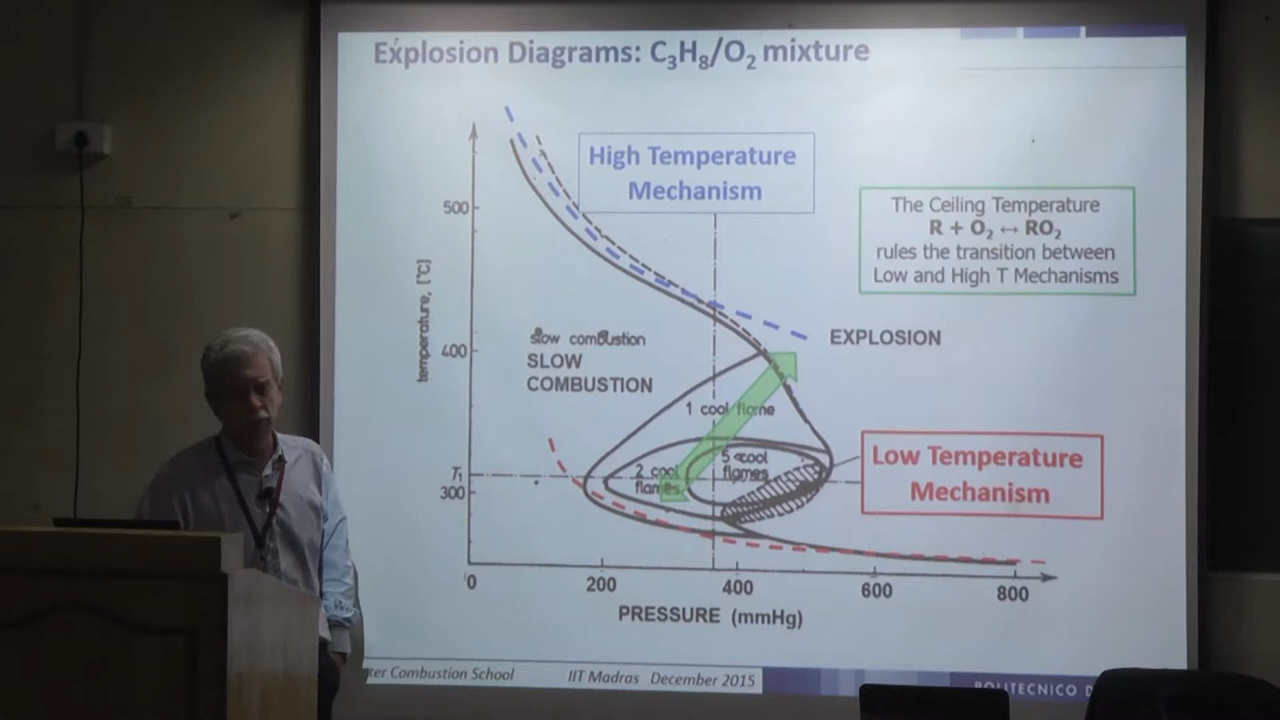 Explosion Diagrams: C₃H₈/O₂ mixture
High Temperature
Mechanism
The Ceiling Temperature
R + O₂ ↔ RO₂
rules the transition between
Low and High T Mechanisms
500
temperature, [°C]
slow combustion
SLOW
COMBUSTION
EXPLOSION
400
1 cool flame
5 cool
flames
2 cool
flames
Low Temperature
Mechanism
T₁
300
0
200
400
600
800
PRESSURE (mmHg)
Combustion School
IIT Madras December 2015
POLITECNICO